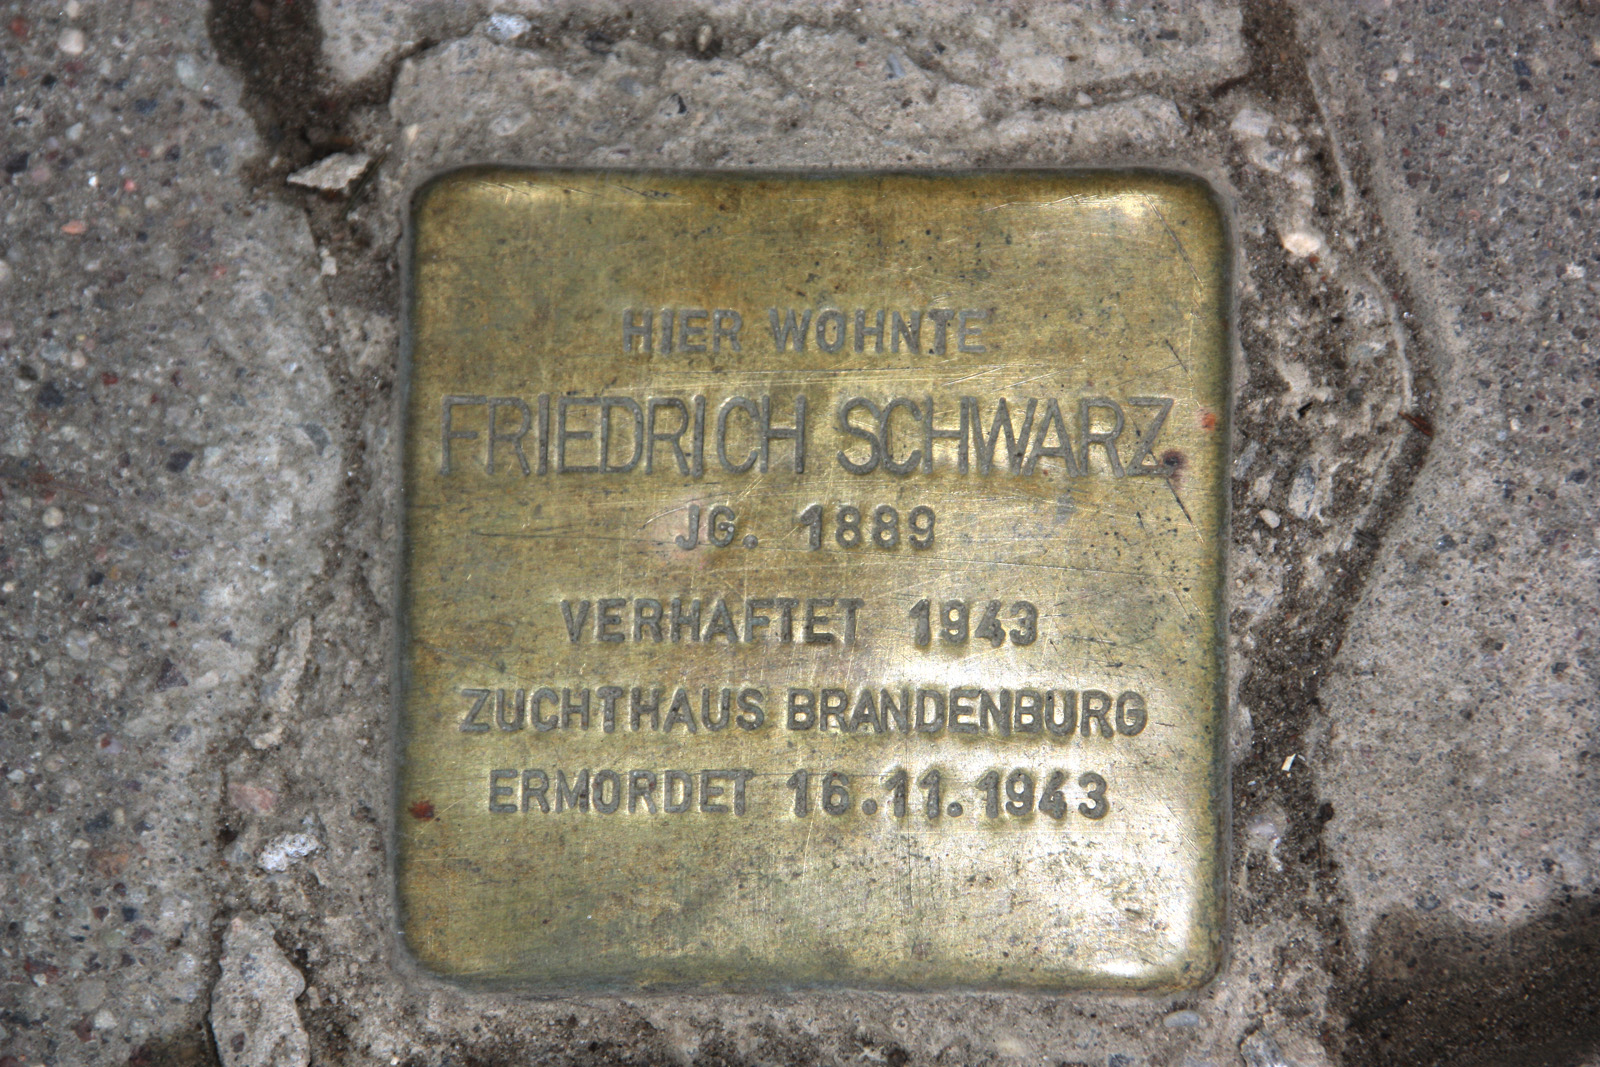 HIER WOHNTE
FRIEDRICH SCHWARZ
JG. 1889
VERHAFTET 1943
ZUCHTHAUS BRANDENBURG
ERMORDET 16.11.1943